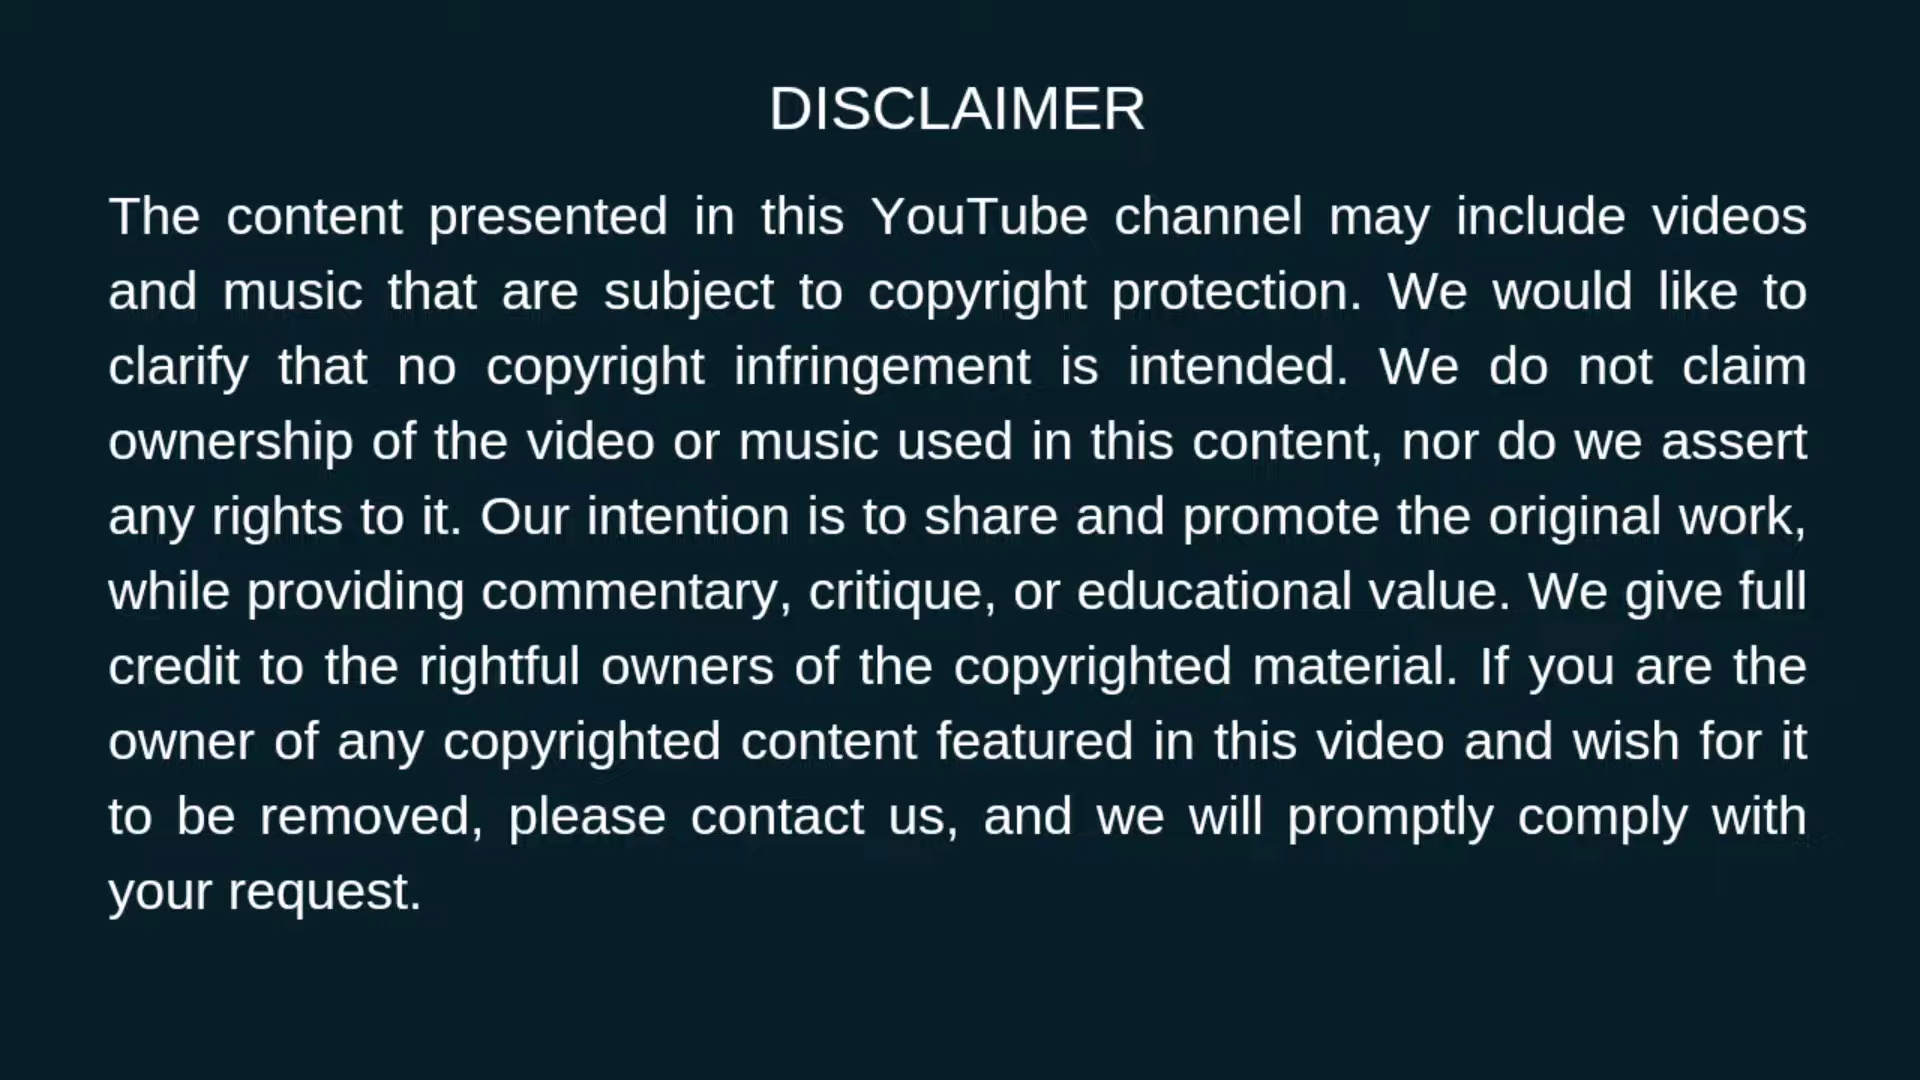 DISCLAIMER
The content presented in this YouTube channel may include videos
and music that are subject to copyright protection. We would like to
clarify that no copyright infringement is intended. We do not claim
ownership of the video or music used in this content, nor do we assert
any rights to it. Our intention is to share and promote the original work,
while providing commentary, critique, or educational value. We give full
credit to the rightful owners of the copyrighted material. If you are the
owner of any copyrighted content featured in this video and wish for it
to be removed, please contact us, and we will promptly comply with
your request.